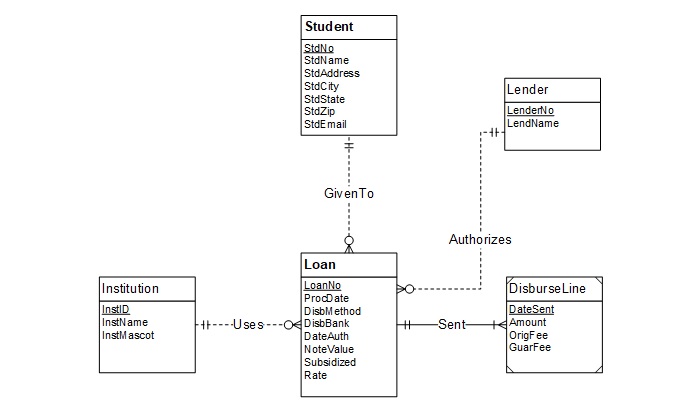 Student
StdNo
StdName
StdAddress
StdCity
StdState
StdZip
StdEmail
Lender
LenderNo
LendName
GivenTo
Authorizes
Loan
LoanNo
ProcDate
DisbMethod
DisbBank
DateAuth
NoteValue
Subsidized
Rate
Institution
InstID
InstName
InstMascot
Uses
Sent
DisburseLine
DateSent
Amount
OrigFee
GuarFee